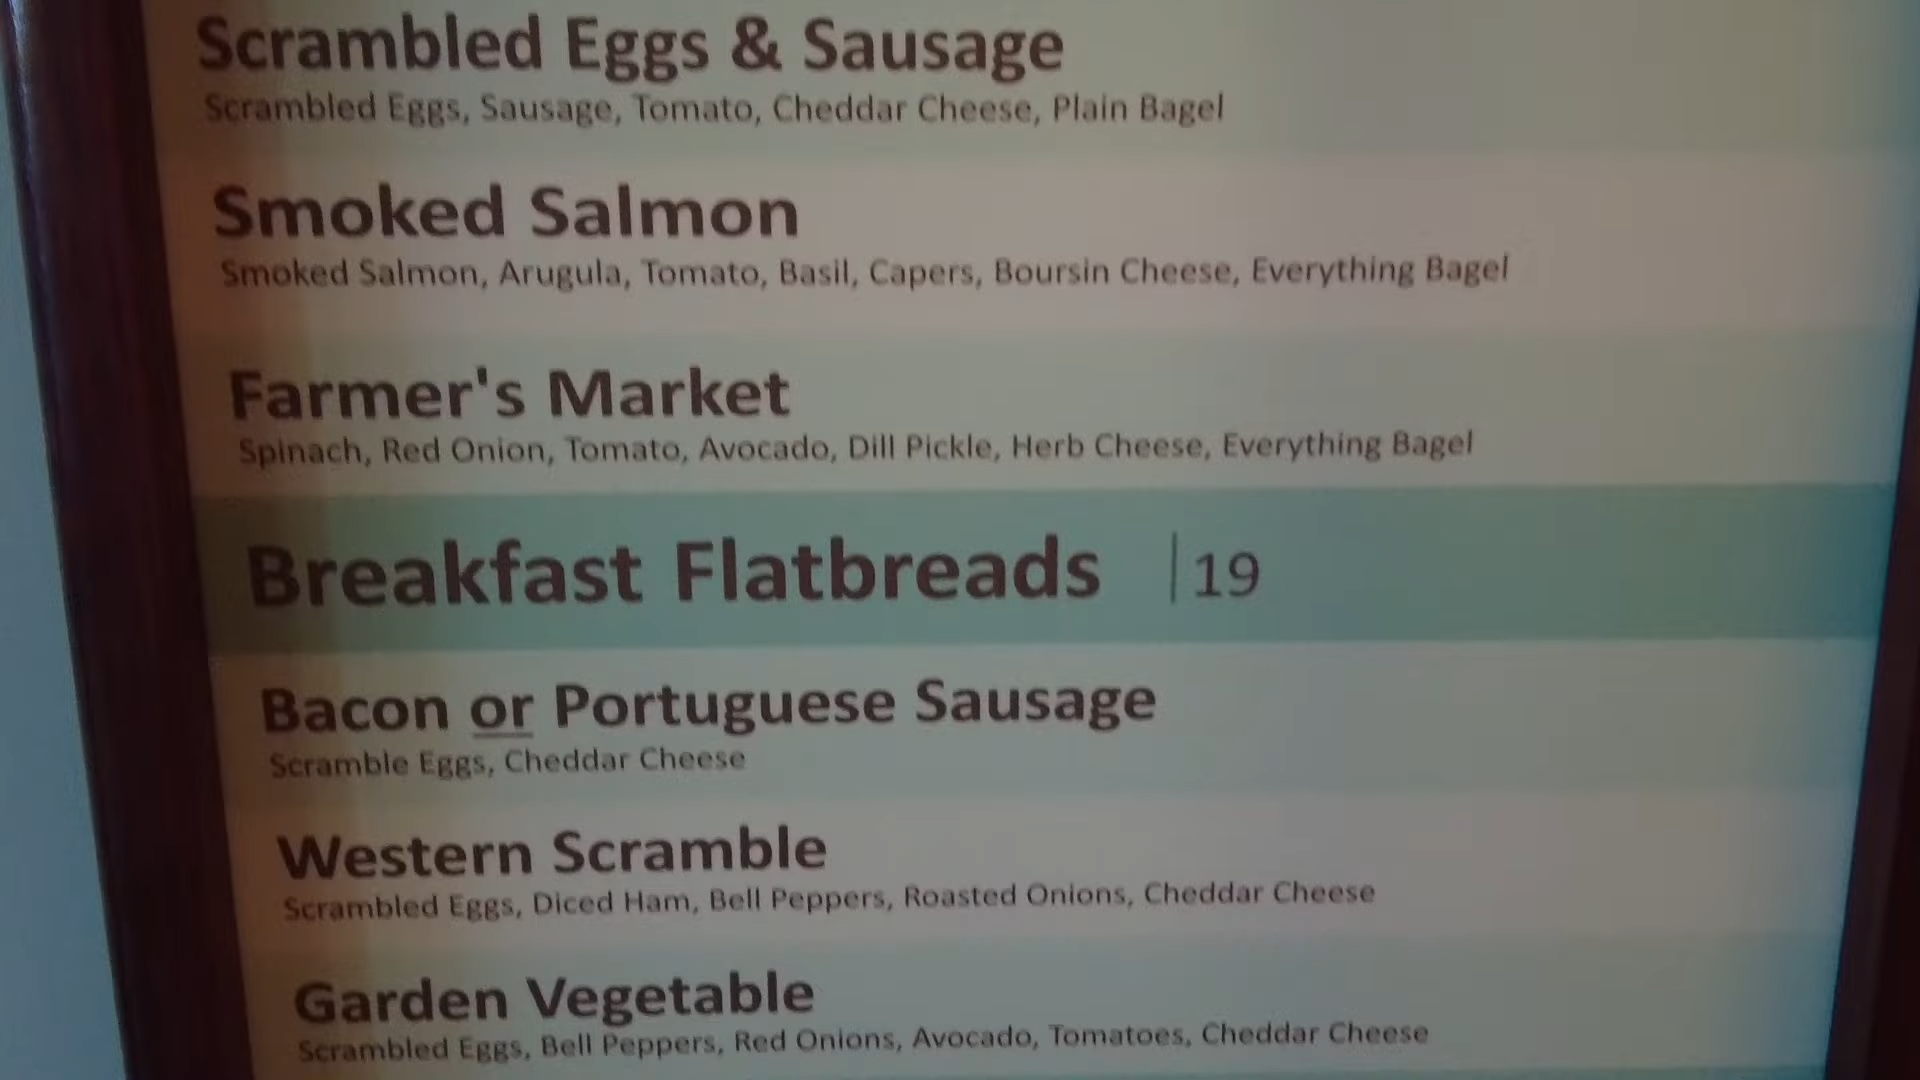 Scrambled Eggs & Sausage
Scrambled Eggs, Sausage, Tomato, Cheddar Cheese, Plain Bagel
Smoked Salmon
Smoked Salmon, Arugula, Tomato, Basil, Capers, Boursin Cheese, Everything Bagel
Farmer's Market
Spinach, Red Onion, Tomato, Avocado, Dill Pickle, Herb Cheese, Everything Bagel
Breakfast Flatbreads | 19
Bacon or Portuguese Sausage
Scramble Eggs, Cheddar Cheese
Western Scramble
Scrambled Eggs, Diced Ham, Bell Peppers, Roasted Onions, Cheddar Cheese
Garden Vegetable
Scrambled Eggs, Bell Peppers, Red Onions, Avocado, Tomatoes, Cheddar Cheese